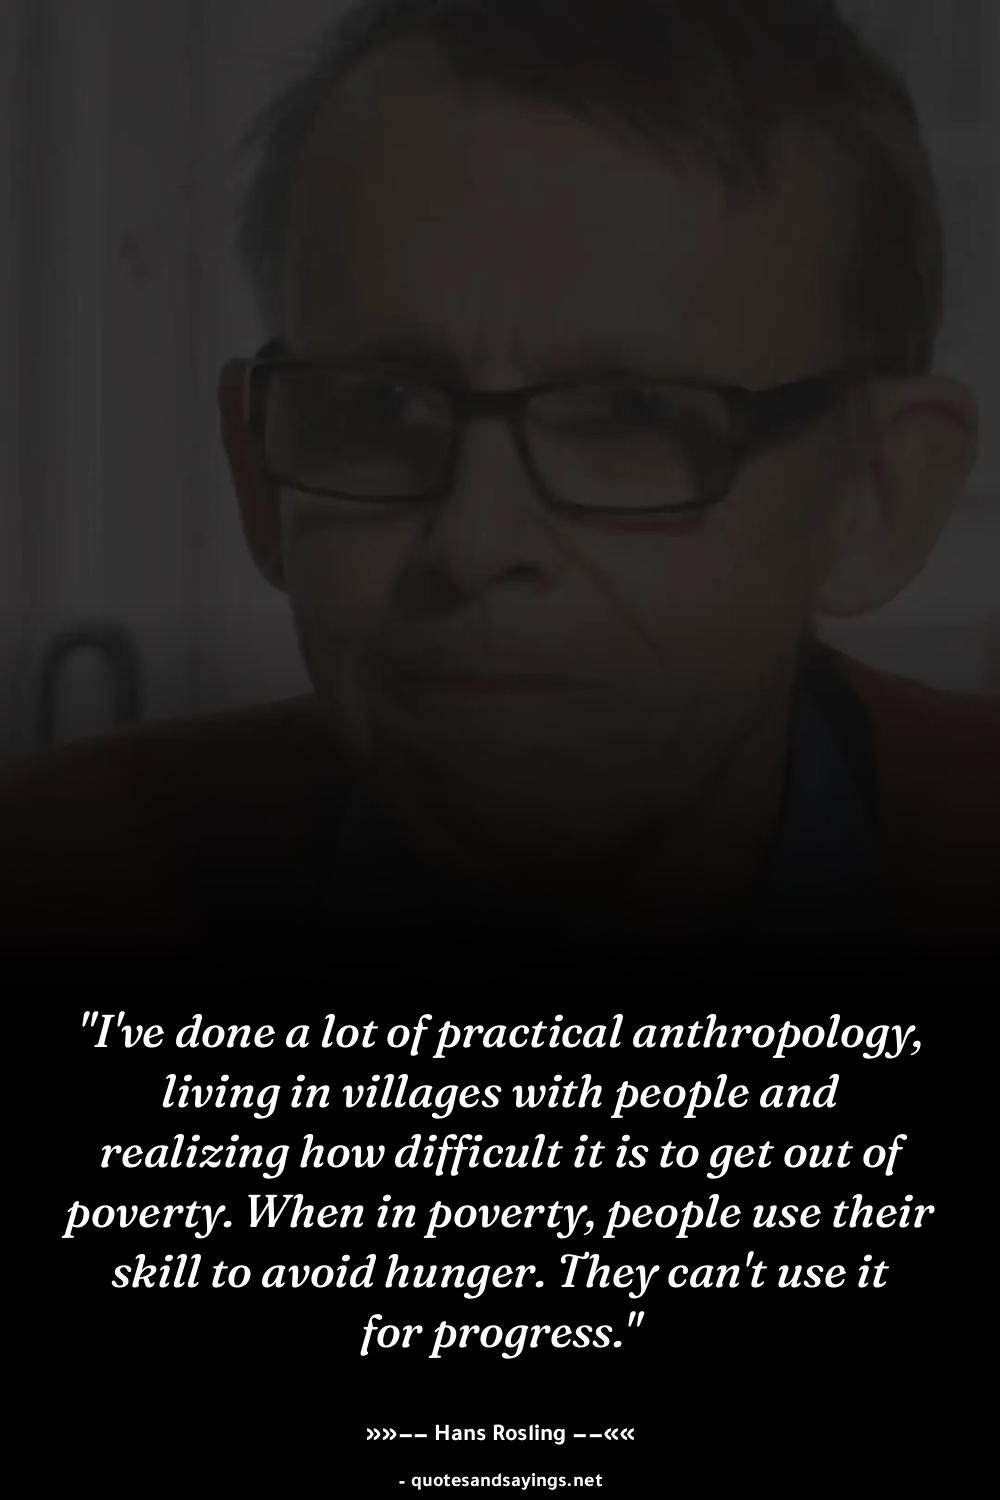 "I've done a lot of practical anthropology,
living in villages with people and
realizing how difficult it is to get out of
poverty. When in poverty, people use their
skill to avoid hunger. They can't use it
for progress."
»»–– Hans Rosling ––««
- quotesandsayings.net